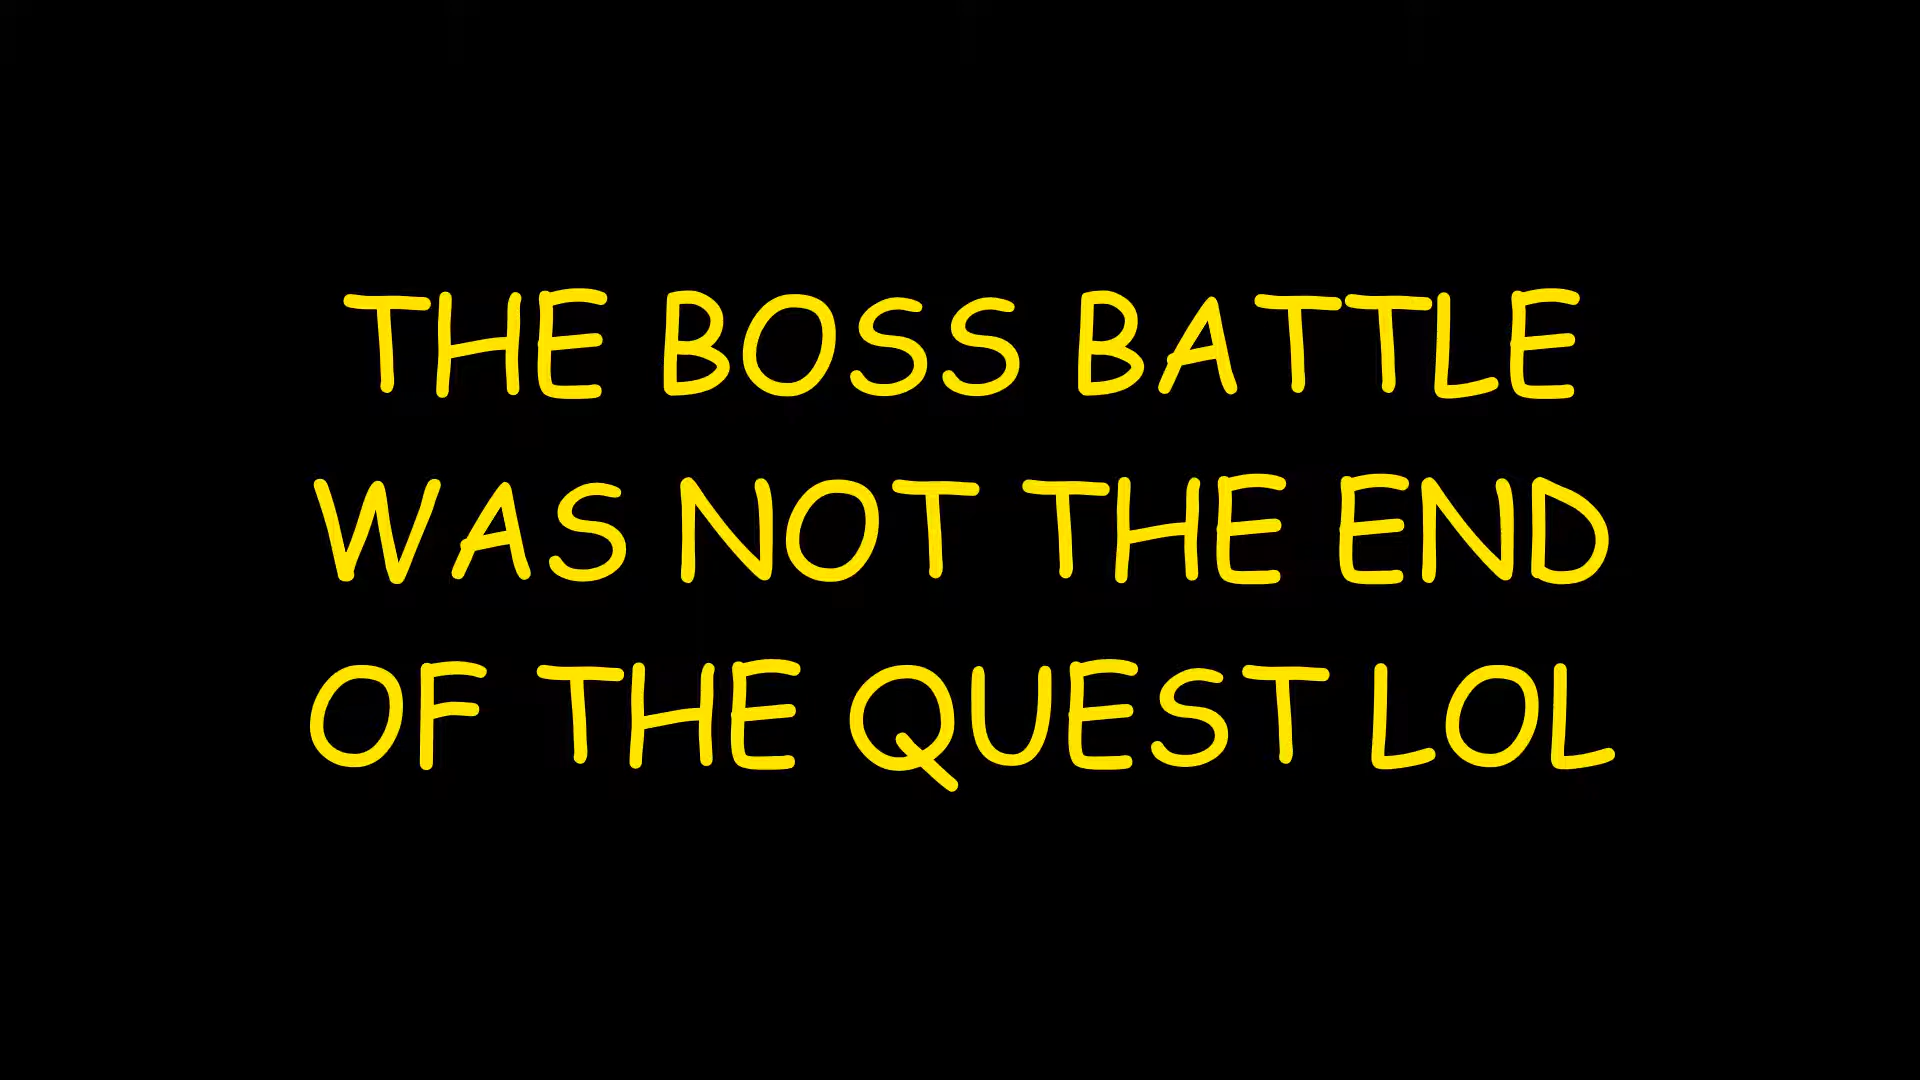 THE BOSS BATTLE
WAS NOT THE END
OF THE QUEST LOL